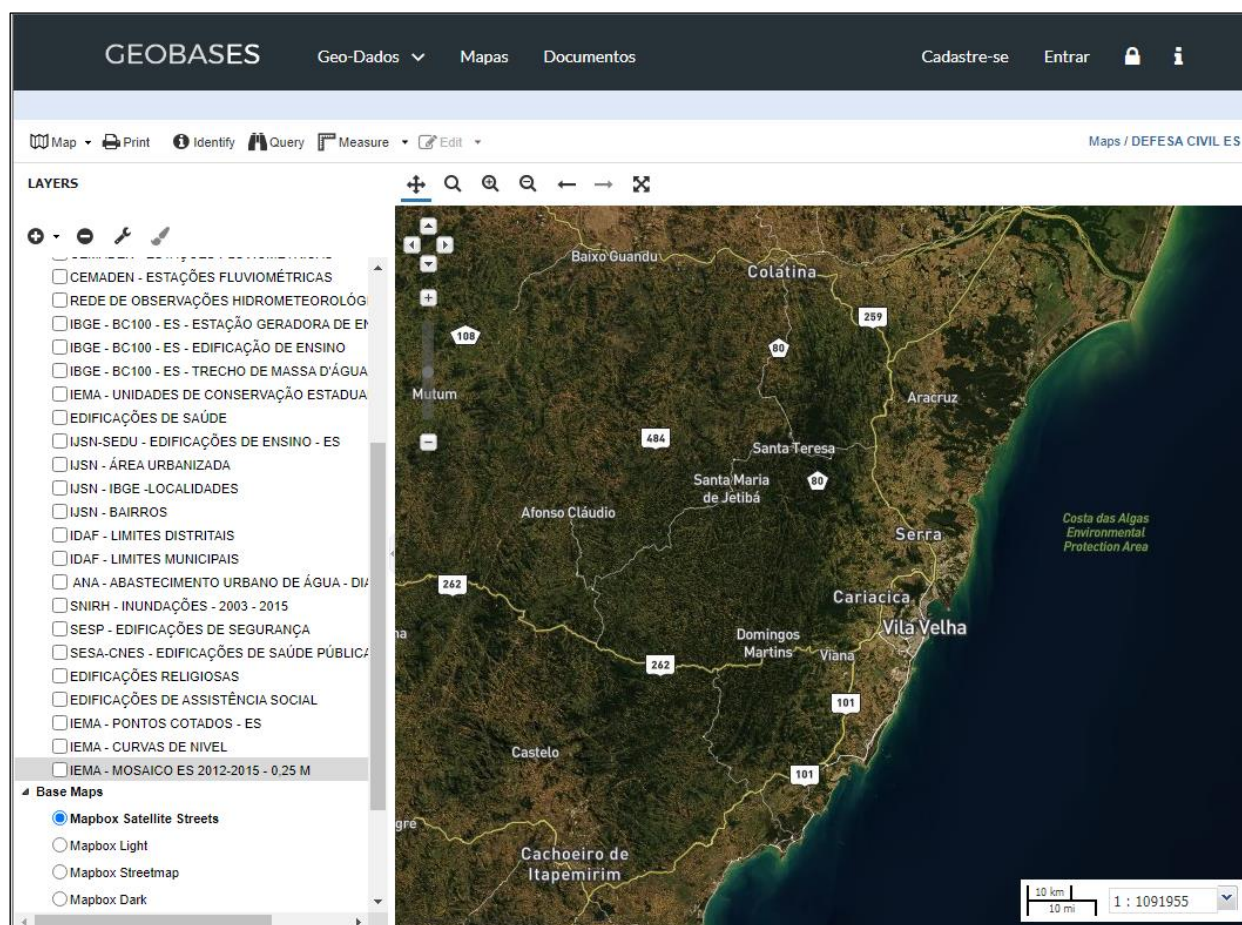 GEOBASES Geo-Dados Mapas Documentos Cadastre-se Entrar
Map Print Identify Query Measure Edit Maps / DEFESA CIVIL ES
LAYERS
CEMADEN - ESTAÇÕES FLUVIOMÉTRICAS
REDE DE OBSERVAÇÕES HIDROMETEOROLÓG
IBGE - BC100 - ES - ESTAÇÃO GERADORA DE EN
IBGE - BC100 - ES - EDIFICAÇÃO DE ENSINO
IBGE - BC100 - ES - TRECHO DE MASSA D'ÁGUA
IEMA - UNIDADES DE CONSERVAÇÃO ESTADUA
EDIFICAÇÕES DE SAÚDE
IJSN-SEDU - EDIFICAÇÕES DE ENSINO - ES
IJSN - ÁREA URBANIZADA
IJSN - IBGE -LOCALIDADES
IJSN - BAIRROS
IDAF - LIMITES DISTRITAIS
IDAF - LIMITES MUNICIPAIS
ANA - ABASTECIMENTO URBANO DE ÁGUA - DIA
SNIRH - INUNDAÇÕES - 2003 - 2015
SESP - EDIFICAÇÕES DE SEGURANÇA
SESA-CNES - EDIFICAÇÕES DE SAÚDE PÚBLICA
EDIFICAÇÕES RELIGIOSAS
EDIFICAÇÕES DE ASSISTÊNCIA SOCIAL
IEMA - PONTOS COTADOS - ES
IEMA - CURVAS DE NIVEL
IEMA - MOSAICO ES 2012-2015 - 0,25 M
Base Maps
Mapbox Satellite Streets
Mapbox Light
Mapbox Streetmap
Mapbox Dark
Baixo Guandu
Colatina
259
108
80
Mutum
Aracruz
484
Santa Teresa
Santa Maria
de Jetibá
80
Afonso Cláudio
Costa das Algas
Environmental
Protection Area
Serra
262
Cariacica
Vila Velha
Domingos
Martins
Viana
262
101
Castelo
101
gre
Cachoeiro de
Itapemirim
10 km
10 mi
1 : 1091955